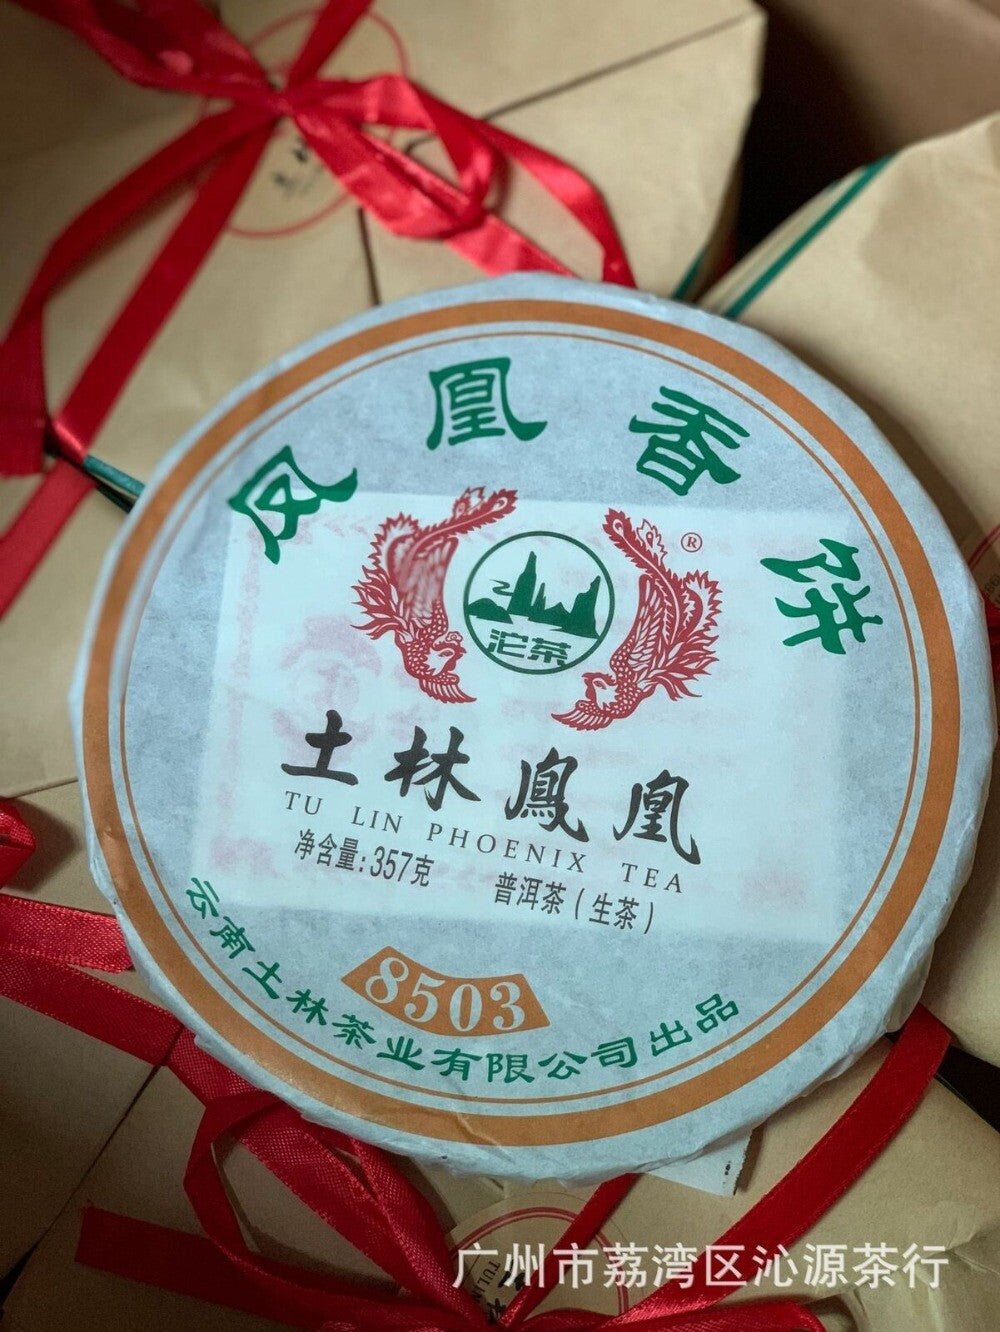 凤凰香饼
®
沱茶
土林鳳凰
TU LIN PHOENIX TEA
净含量:357克
普洱茶(生茶)
8503
云南土林茶业有限公司出品
广州市荔湾区沁源茶行